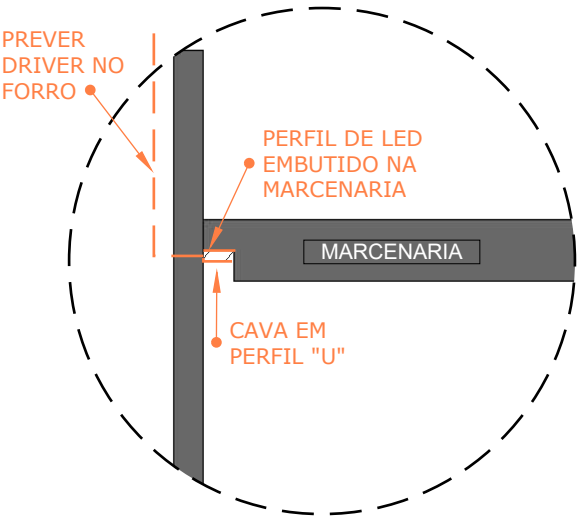 PREVER
DRIVER NO
FORRO
PERFIL DE LED
EMBUTIDO NA
MARCENARIA
MARCENARIA
CAVA EM
PERFIL "U"